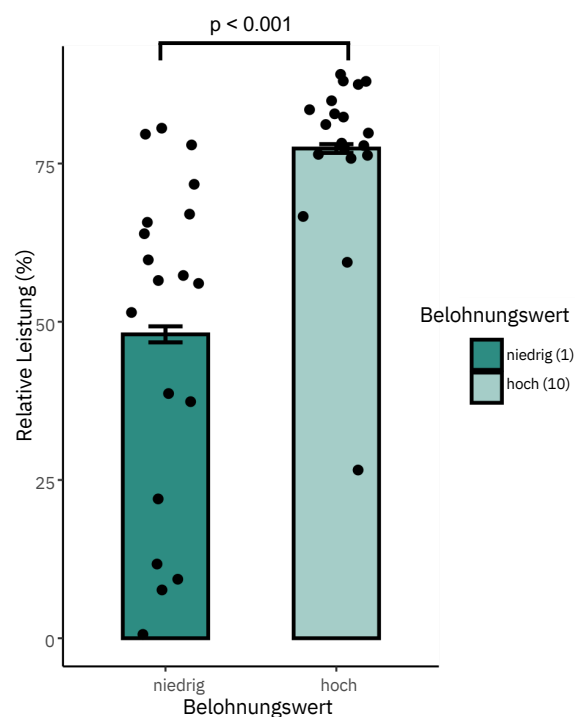 p < 0.001
75
50
25
0
Relative Leistung (%)
niedrig
hoch
Belohnungswert
Belohnungswert
niedrig (1)
hoch (10)